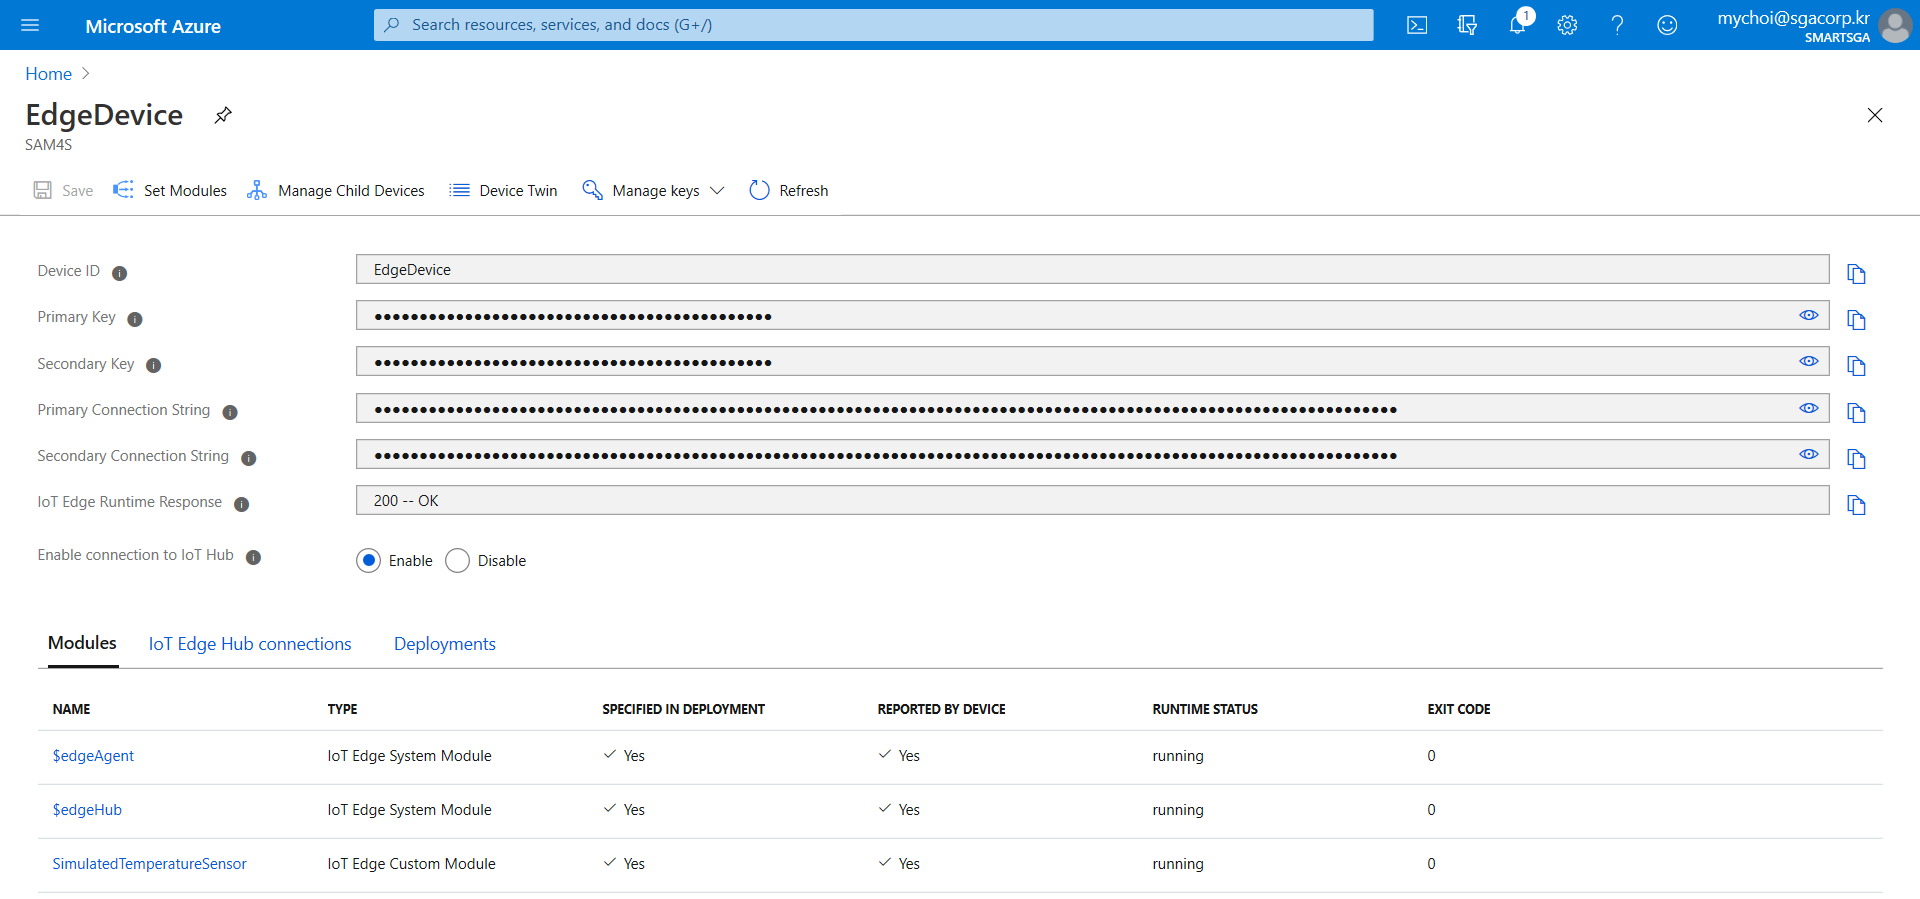 Microsoft Azure
Search resources, services, and docs (G+/)
1
mychoi@sgacorp.kr
SMARTSGA
Home
EdgeDevice
SAM4S
Save Set Modules Manage Child Devices Device Twin Manage keys Refresh
Device ID EdgeDevice
Primary Key ••••••••••••••••••••••••••••••••••••••••••••
Secondary Key ••••••••••••••••••••••••••••••••••••••••••••
Primary Connection String
Secondary Connection String
IoT Edge Runtime Response 200 -- OK
Enable connection to IoT Hub Enable Disable
Modules IoT Edge Hub connections Deployments
NAME TYPE SPECIFIED IN DEPLOYMENT REPORTED BY DEVICE RUNTIME STATUS EXIT CODE
$edgeAgent IoT Edge System Module Yes Yes running 0
$edgeHub IoT Edge System Module Yes Yes running 0
SimulatedTemperatureSensor IoT Edge Custom Module Yes Yes running 0